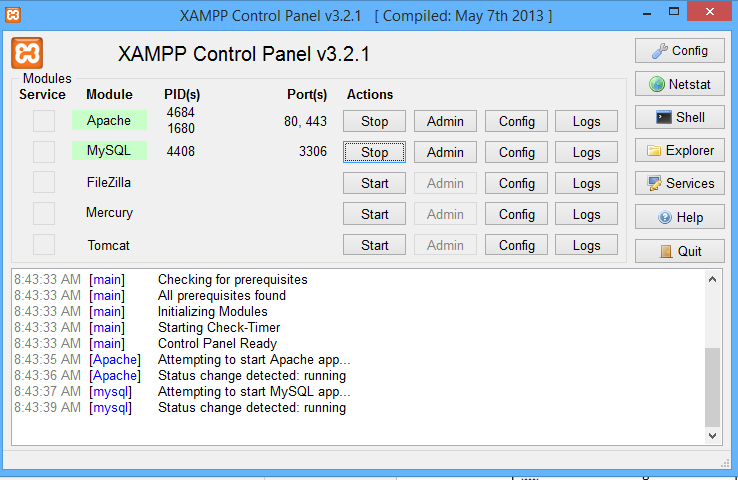 XAMPP Control Panel v3.2.1 [ Compiled: May 7th 2013 ]
XAMPP Control Panel v3.2.1
Config
Modules
Service Module PID(s) Port(s) Actions
Netstat
Apache 4684 1680 80, 443 Stop Admin Config Logs
Shell
MySQL 4408 3306 Stop Admin Config Logs
Explorer
FileZilla Start Admin Config Logs
Services
Mercury Start Admin Config Logs
Help
Tomcat Start Admin Config Logs
Quit
8:43:33 AM [main] Checking for prerequisites
8:43:33 AM [main] All prerequisites found
8:43:33 AM [main] Initializing Modules
8:43:33 AM [main] Starting Check-Timer
8:43:33 AM [main] Control Panel Ready
8:43:35 AM [Apache] Attempting to start Apache app...
8:43:36 AM [Apache] Status change detected: running
8:43:37 AM [mysql] Attempting to start MySQL app...
8:43:39 AM [mysql] Status change detected: running